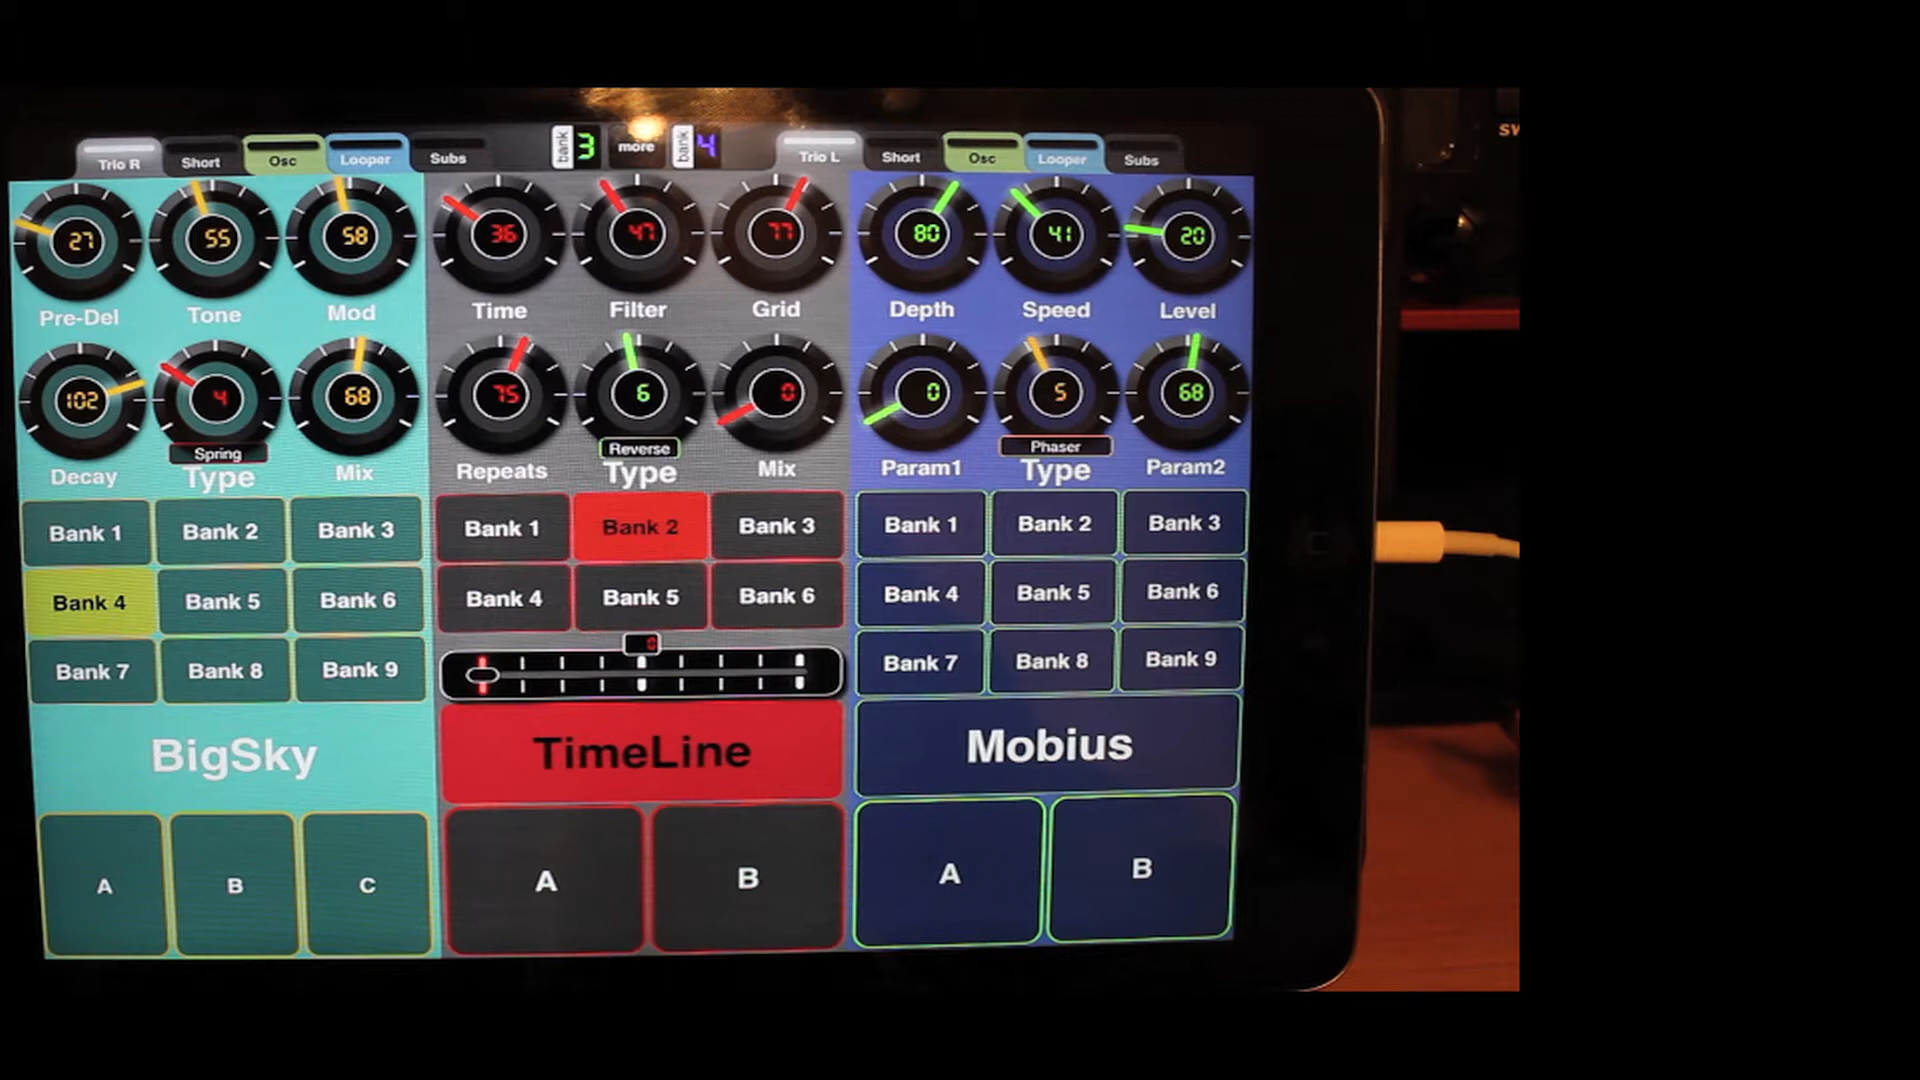 Trio R Short Osc Looper Subs bank 3 more bank 4 Trio L Short Osc Looper Subs
27 55 58 36 47 77 80 41 20
Pre-Del Tone Mod Time Filter Grid Depth Speed Level
102 4 68 75 6 0 0 5 68
Spring Reverse Phaser
Decay Type Mix Repeats Type Mix Param1 Type Param2
Bank 1 Bank 2 Bank 3 Bank 1 Bank 2 Bank 3 Bank 1 Bank 2 Bank 3
Bank 4 Bank 5 Bank 6 Bank 4 Bank 5 Bank 6 Bank 4 Bank 5 Bank 6
0
Bank 7 Bank 8 Bank 9 Bank 7 Bank 8 Bank 9
BigSky TimeLine Mobius
A B C A B A B